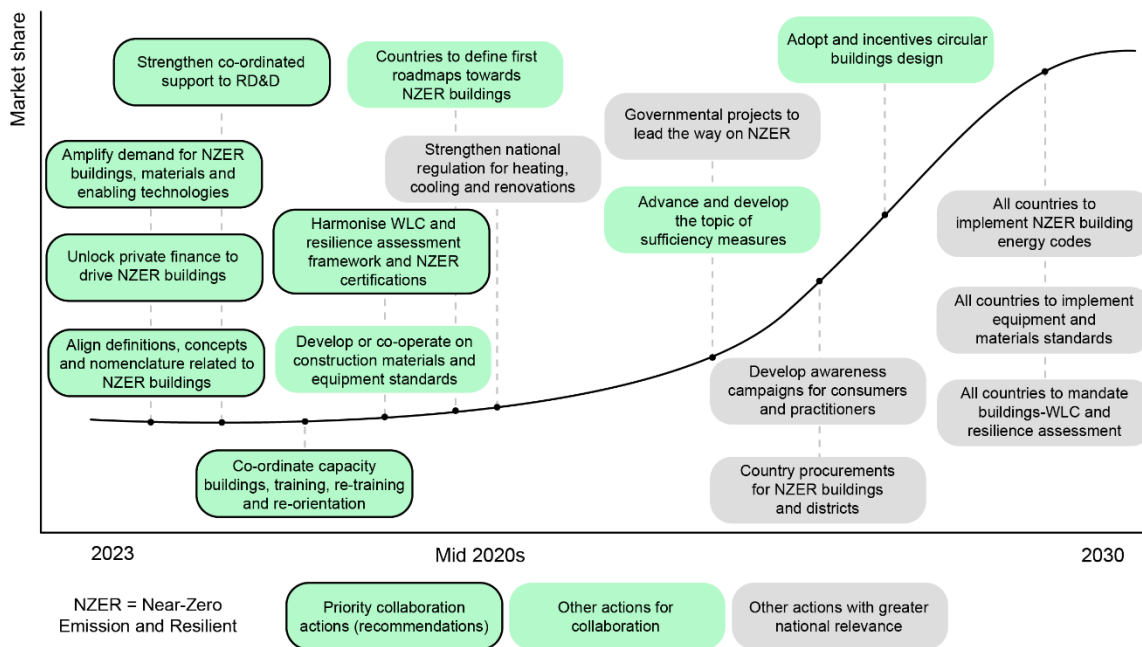 Market share
Strengthen co-ordinated
support to RD&D
Countries to define first
roadmaps towards
NZER buildings
Adopt and incentives circular
buildings design
Governmental projects to
lead the way on NZER
Amplify demand for NZER
buildings, materials and
enabling technologies
Strengthen national
regulation for heating,
cooling and renovations
Advance and develop
the topic of
sufficiency measures
All countries to
implement NZER building
energy codes
Unlock private finance to
drive NZER buildings
Harmonise WLC and
resilience assessment
framework and NZER
certifications
All countries to implement
equipment and
materials standards
Align definitions, concepts
and nomenclature related to
NZER buildings
Develop or co-operate on
construction materials and
equipment standards
Develop awareness
campaigns for consumers
and practitioners
All countries to mandate
buildings-WLC and
resilience assessment
Co-ordinate capacity
buildings, training, re-training
and re-orientation
Country procurements
for NZER buildings
and districts
2023
Mid 2020s
2030
NZER = Near-Zero
Emission and Resilient
Priority collaboration
actions (recommendations)
Other actions for
collaboration
Other actions with greater
national relevance